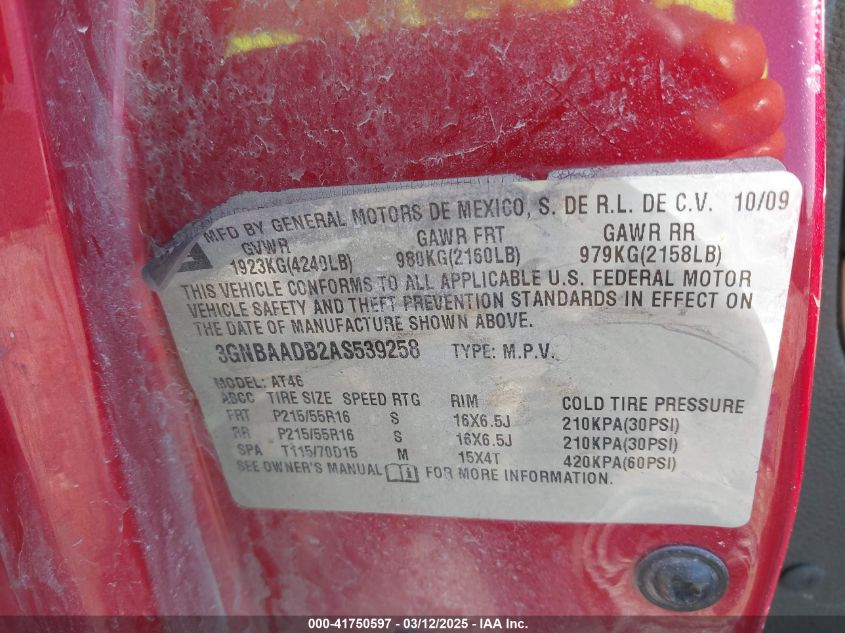 MFD BY GENERAL MOTORS DE MEXICO, S. DE R.L. DE C.V. 10/09
GVWR GAWR FRT GAWR RR
1923KG(4240LB) 980KG(2160LB) 979KG(2158LB)
THIS VEHICLE CONFORMS TO ALL APPLICABLE U.S. FEDERAL MOTOR
VEHICLE SAFETY AND THEFT PREVENTION STANDARDS IN EFFECT ON
THE DATE OF MANUFACTURE SHOWN ABOVE.
3GNBAADB2AS539258 TYPE: M.P.V.
MODEL: AT46
ABCC TIRE SIZE SPEED RTG RIM COLD TIRE PRESSURE
FRT P215/55R16 S 16X6.5J 210KPA(30PSI)
RR P215/55R16 S 16X6.5J 210KPA(30PSI)
SPA T115/70D15 M 15X4T 420KPA(60PSI)
SEE OWNER'S MANUAL FOR MORE INFORMATION.
000-41750597 - 03/12/2025 - IAA Inc.